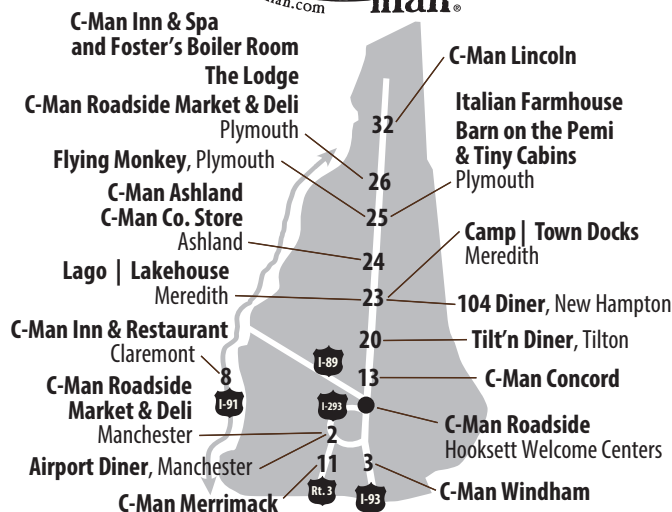 man.com
man®
C-Man Inn & Spa
and Foster's Boiler Room
The Lodge
C-Man Roadside Market & Deli
Plymouth
Flying Monkey, Plymouth
C-Man Ashland
C-Man Co. Store
Ashland
Lago | Lakehouse
Meredith
C-Man Inn & Restaurant
Claremont
C-Man Roadside
Market & Deli
Manchester
Airport Diner, Manchester
C-Man Merrimack
C-Man Lincoln
Italian Farmhouse
Barn on the Pemi
& Tiny Cabins
Plymouth
Camp | Town Docks
Meredith
104 Diner, New Hampton
Tilt'n Diner, Tilton
C-Man Concord
C-Man Roadside
Hooksett Welcome Centers
C-Man Windham
32
26
25
24
23
20
I-89
13
8
I-91
I-293
2
11
3
Rt. 3
I-93